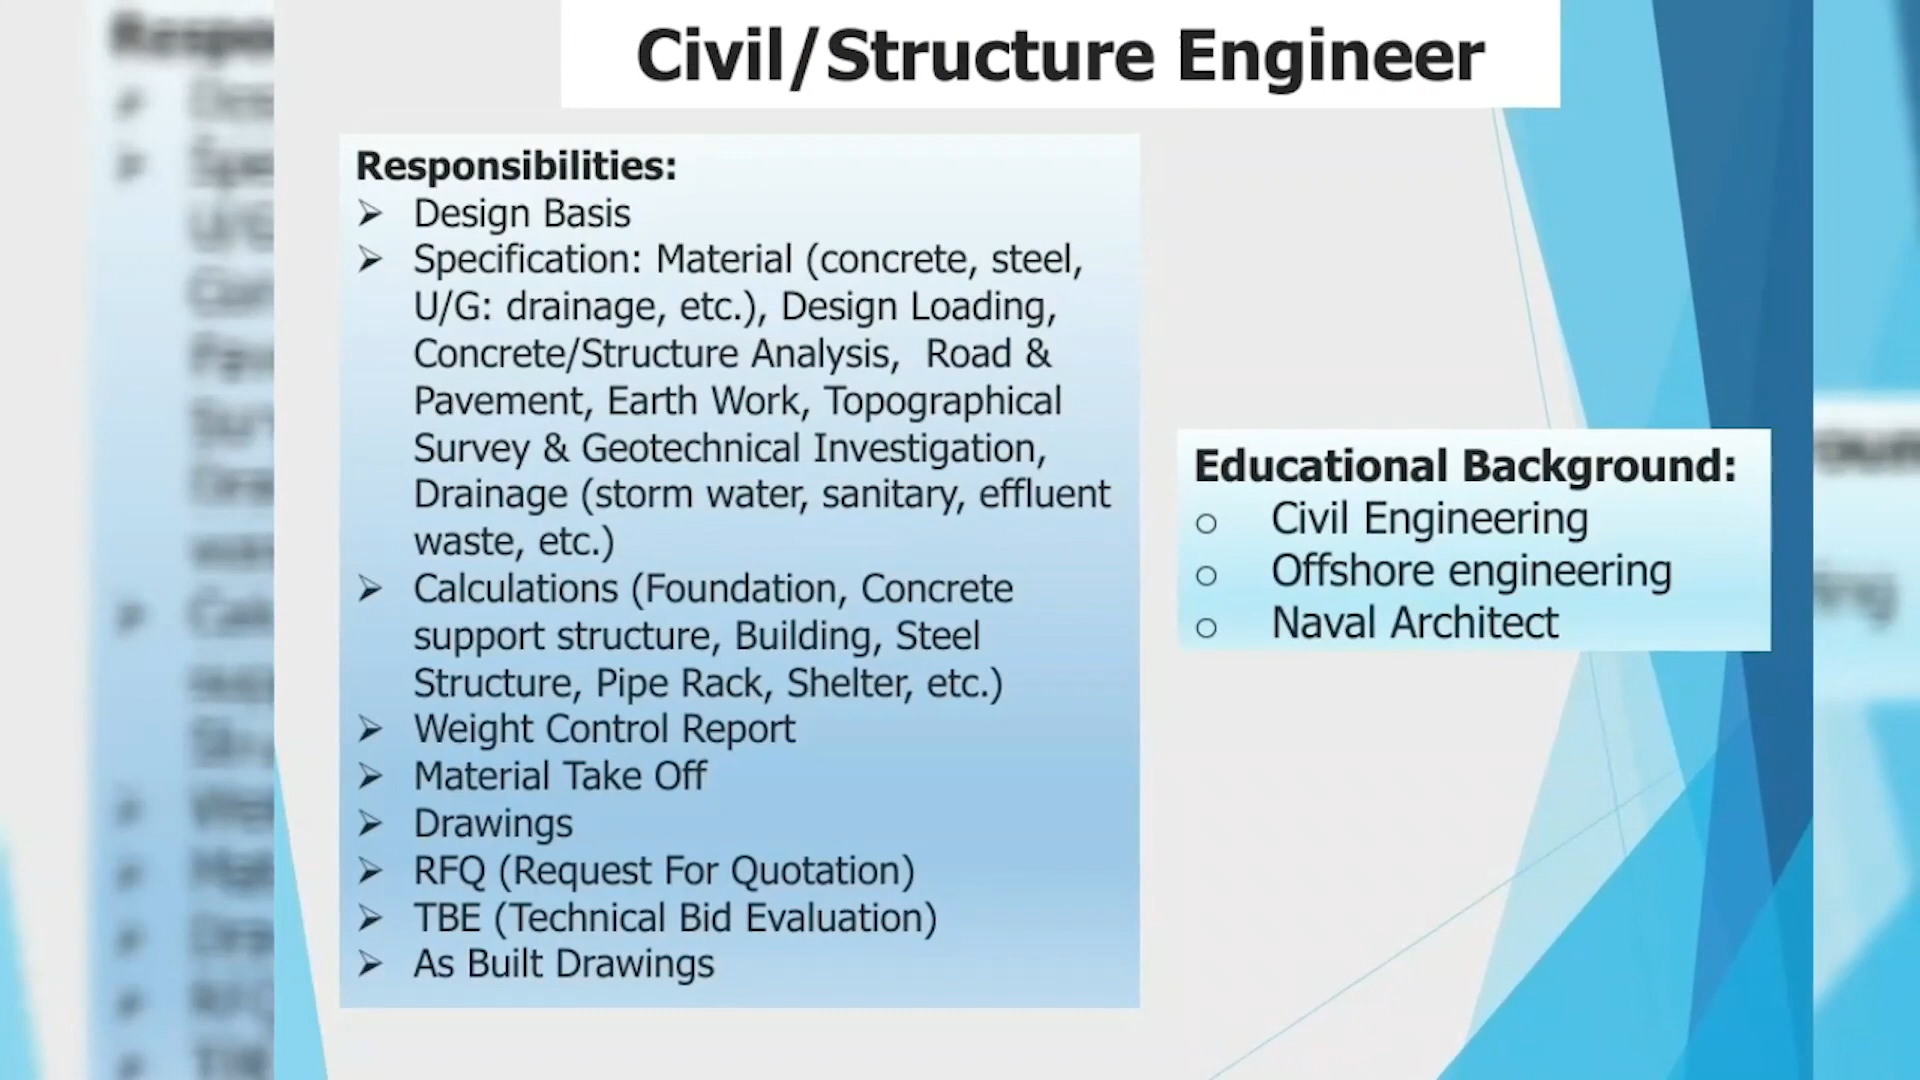 Civil/Structure Engineer
Responsibilities:
➢ Design Basis
➢ Specification: Material (concrete, steel,
U/G: drainage, etc.), Design Loading,
Concrete/Structure Analysis, Road &
Pavement, Earth Work, Topographical
Survey & Geotechnical Investigation,
Drainage (storm water, sanitary, effluent
waste, etc.)
➢ Calculations (Foundation, Concrete
support structure, Building, Steel
Structure, Pipe Rack, Shelter, etc.)
➢ Weight Control Report
➢ Material Take Off
➢ Drawings
➢ RFQ (Request For Quotation)
➢ TBE (Technical Bid Evaluation)
➢ As Built Drawings
Educational Background:
o Civil Engineering
o Offshore engineering
o Naval Architect